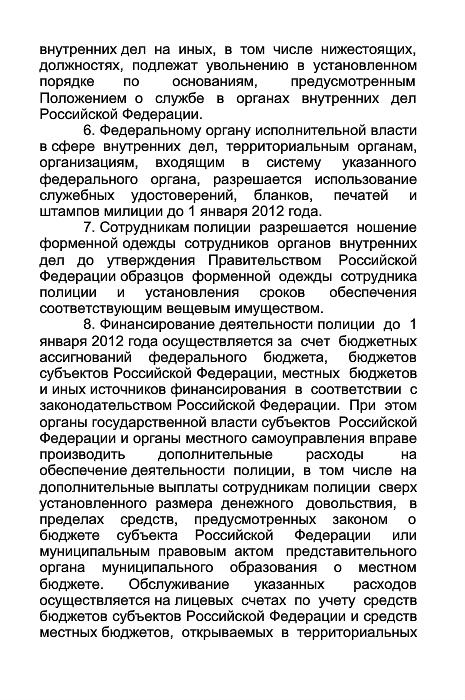 внутренних дел на иных, в том числе нижестоящих,
должностях, подлежат увольнению в установленном
порядке по основаниям, предусмотренным
Положением о службе в органах внутренних дел
Российской Федерации.
6. Федеральному органу исполнительной власти
в сфере внутренних дел, территориальным органам,
организациям, входящим в систему указанного
федерального органа, разрешается использование
служебных удостоверений, бланков, печатей и
штампов милиции до 1 января 2012 года.
7. Сотрудникам полиции разрешается ношение
форменной одежды сотрудников органов внутренних
дел до утверждения Правительством Российской
Федерации образцов форменной одежды сотрудника
полиции и установления сроков обеспечения
соответствующим вещевым имуществом.
8. Финансирование деятельности полиции до 1
января 2012 года осуществляется за счет бюджетных
ассигнований федерального бюджета, бюджетов
субъектов Российской Федерации, местных бюджетов
и иных источников финансирования в соответствии с
законодательством Российской Федерации. При этом
органы государственной власти субъектов Российской
Федерации и органы местного самоуправления вправе
производить дополнительные расходы на
обеспечение деятельности полиции, в том числе на
дополнительные выплаты сотрудникам полиции сверх
установленного размера денежного довольствия, в
пределах средств, предусмотренных законом о
бюджете субъекта Российской Федерации или
муниципальным правовым актом представительного
органа муниципального образования о местном
бюджете. Обслуживание указанных расходов
осуществляется на лицевых счетах по учету средств
бюджетов субъектов Российской Федерации и средств
местных бюджетов, открываемых в территориальных